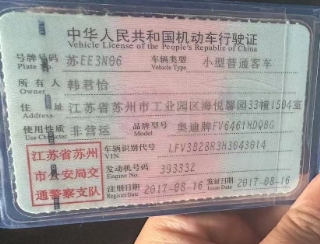 中华人民共和国机动车行驶证
Vehicle License of the People's Republic of China
号牌号码 苏EE3N96 车辆类型 小型普通客车
Plate No. Vehicle Type
所有人 韩君怡
Owner
住址 江苏省苏州市工业园区海悦馨园33幢1504室
Address
使用性质 非营运 品牌型号 奥迪牌FV6461HDQBG
Use Character Model
江苏省苏州市公安局交通警察支队
车辆识别代号 LFV3B28R3H3043014
VIN
发动机号码 393332
Engine No.
注册日期 2017-08-16 发证日期 2017-08-16
Register Date Issue Date